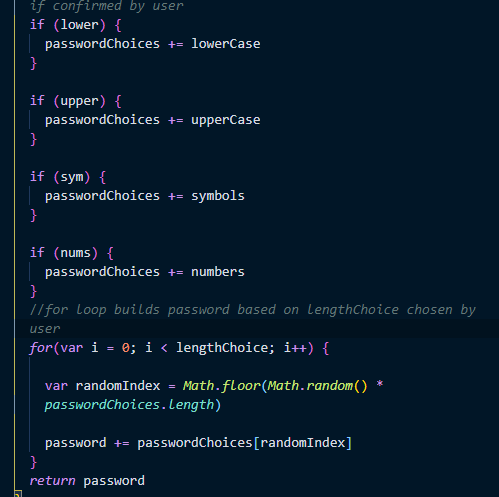 if confirmed by user
if (lower) {
passwordChoices += lowerCase
}
if (upper) {
passwordChoices += upperCase
}
if (sym) {
passwordChoices += symbols
}
if (nums) {
passwordChoices += numbers
}
//for loop builds password based on lengthChoice chosen by
user
for(var i = 0; i < lengthChoice; i++) {
var randomIndex = Math.floor(Math.random() *
passwordChoices.length)
password += passwordChoices[randomIndex]
}
return password
}